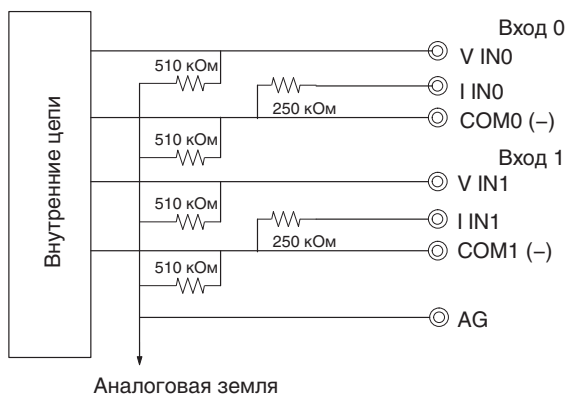 Вход 0
V IN0
510 кОм
I IN0
250 кОм
COM0 (–)
510 кОм
Вход 1
V IN1
510 кОм
I IN1
250 кОм
COM1 (–)
510 кОм
AG
Внутренние цепи
Аналоговая земля